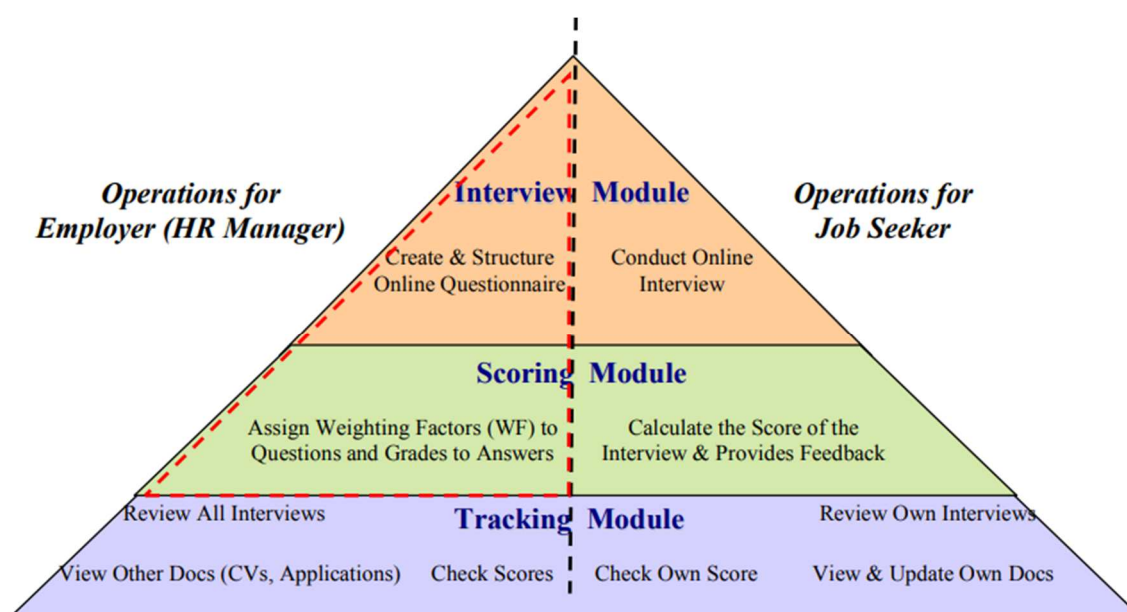 Operations for
Employer (HR Manager)
Operations for
Job Seeker
Interview Module
Create & Structure
Online Questionnaire
Conduct Online
Interview
Scoring Module
Assign Weighting Factors (WF) to
Questions and Grades to Answers
Calculate the Score of the
Interview & Provides Feedback
Tracking Module
Review All Interviews
Review Own Interviews
View Other Docs (CVs, Applications)
Check Scores
Check Own Score
View & Update Own Docs